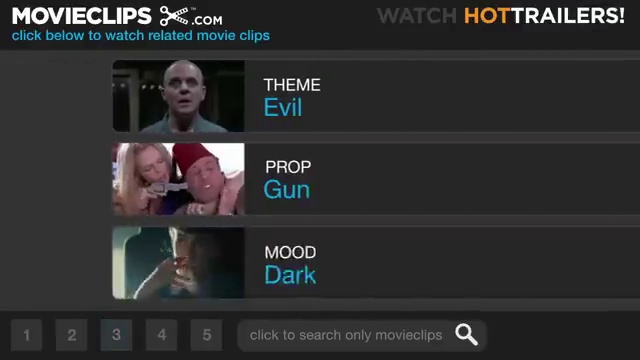 MOVIECLIPS .COM
WATCH HOTTRAILERS!
click below to watch related movie clips
THEME
Evil
PROP
Gun
MOOD
Dark
1 2 3 4 5 click to search only movieclips